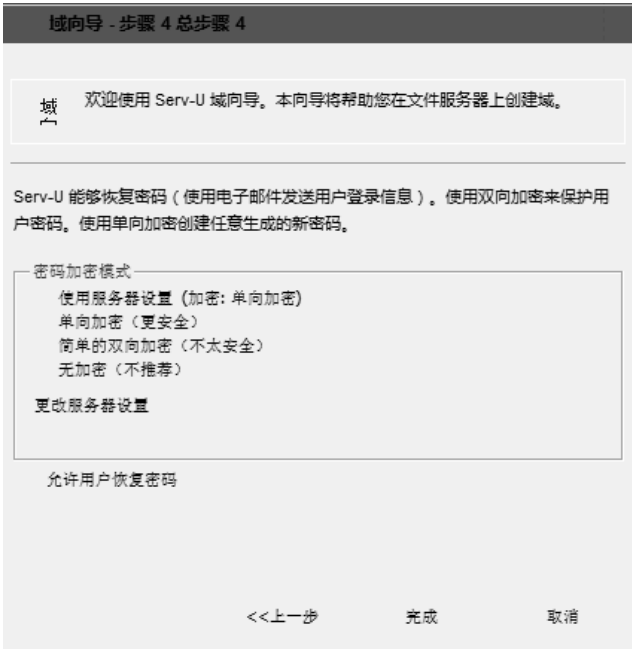 域向导 - 步骤 4 总步骤 4
欢迎使用 Serv-U 域向导。本向导将帮助您在文件服务器上创建域。
域
Serv-U 能够恢复密码（使用电子邮件发送用户登录信息）。使用双向加密来保护用
户密码。使用单向加密创建任意生成的新密码。
密码加密模式
使用服务器设置 (加密: 单向加密)
单向加密（更安全）
简单的双向加密（不太安全）
无加密（不推荐）
更改服务器设置
允许用户恢复密码
<<上一步 完成 取消